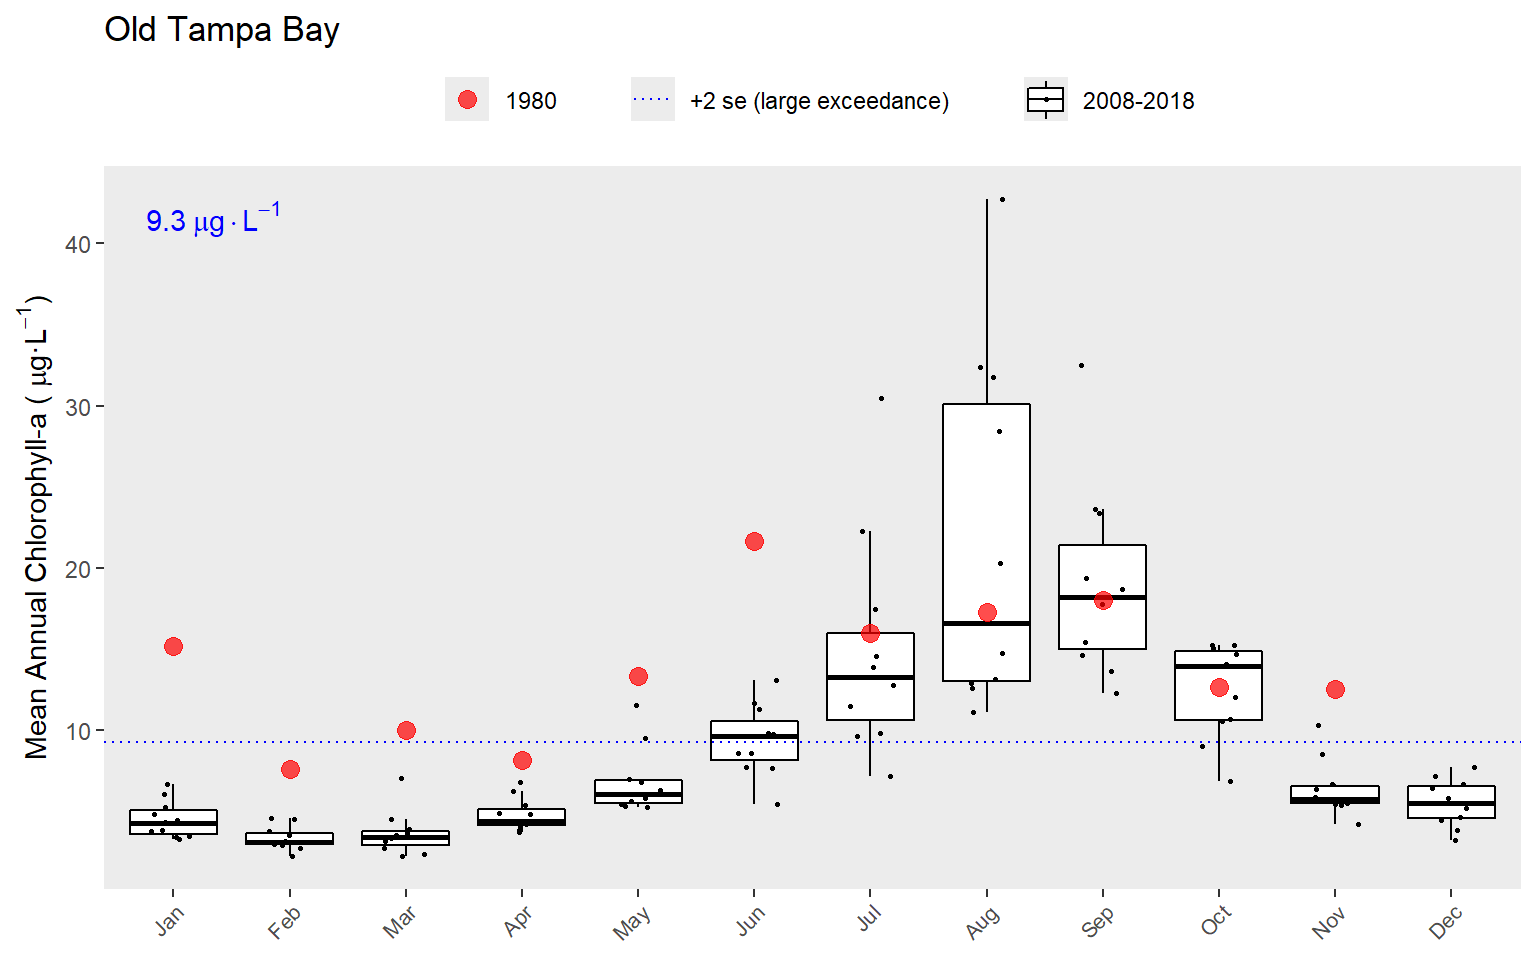 Old Tampa Bay
1980 +2 se (large exceedance) 2008-2018
9.3 μg·L⁻¹
Mean Annual Chlorophyll-a ( μg·L⁻¹)
40
30
20
10
Jan Feb Mar Apr May Jun Jul Aug Sep Oct Nov Dec